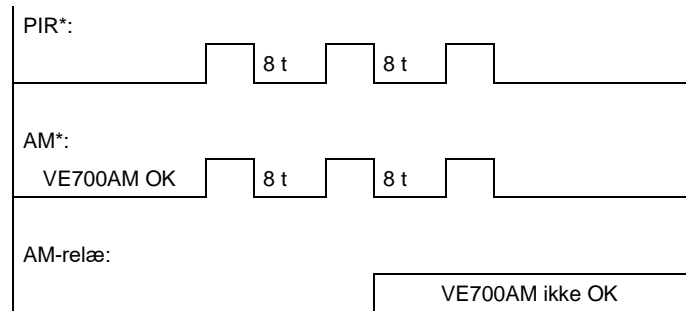 PIR*:
8 t 8 t
AM*:
VE700AM OK 8 t 8 t
AM-relæ:
VE700AM ikke OK